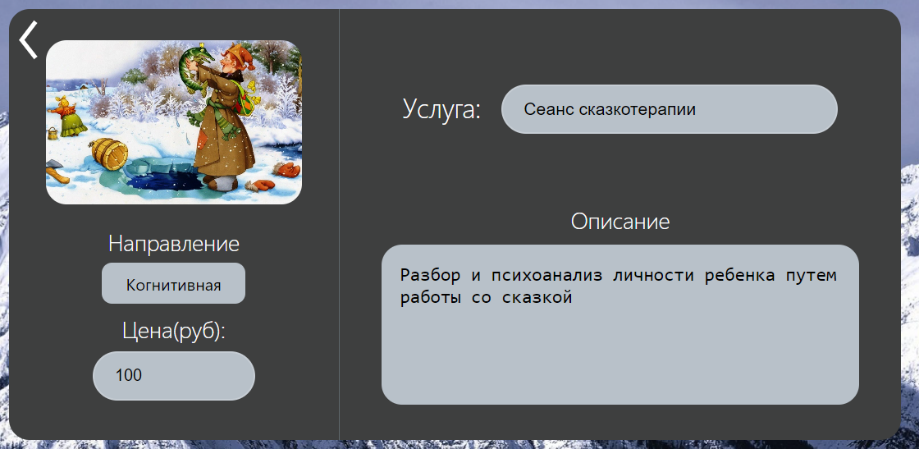 Услуга:
Сеанс сказкотерапии
Направление
Когнитивная
Цена(руб):
100
Описание
Разбор и психоанализ личности ребенка путем
работы со сказкой